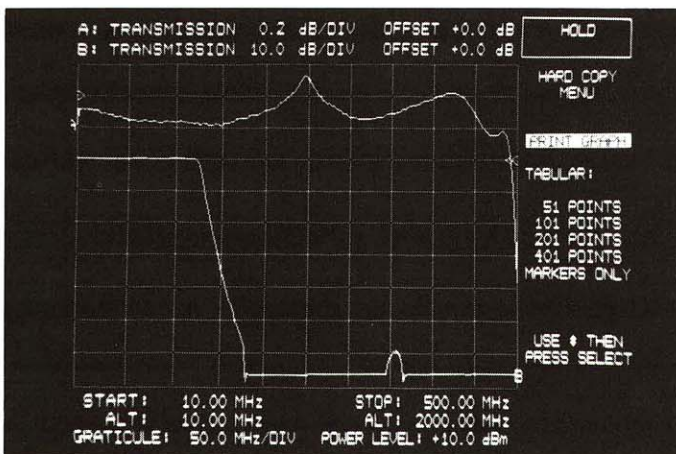 A: TRANSMISSION 0.2 dB/DIV OFFSET +0.0 dB
B: TRANSMISSION 10.0 dB/DIV OFFSET +0.0 dB
HOLD
HARD COPY
MENU
PRINT GRAPH
TABULAR:
51 POINTS
101 POINTS
201 POINTS
401 POINTS
MARKERS ONLY
USE ♦ THEN
PRESS SELECT
START: 10.00 MHz STOP: 500.00 MHz
ALT: 10.00 MHz ALT: 2000.00 MHz
GRATICULE: 50.0 MHz/DIV POWER LEVEL: +10.0 dBm